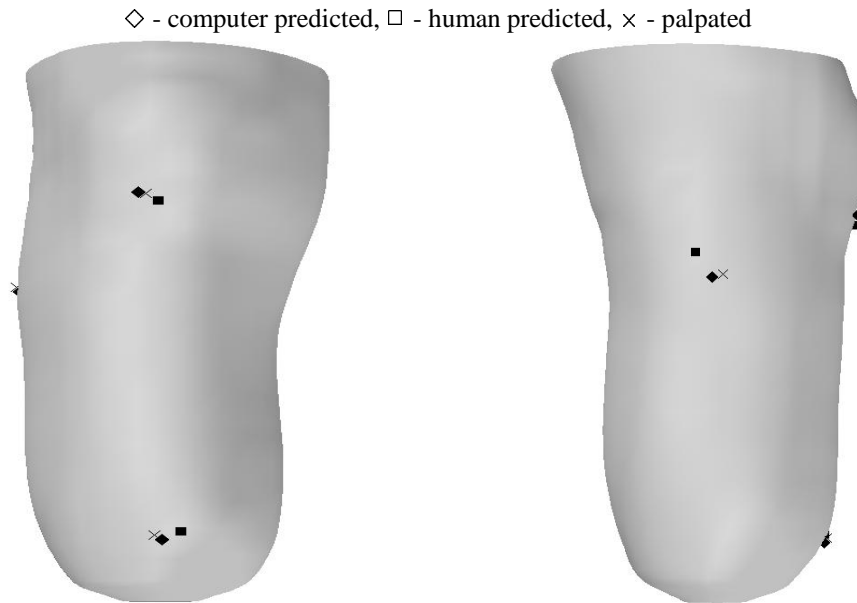 ◇ - computer predicted, □ - human predicted, × - palpated